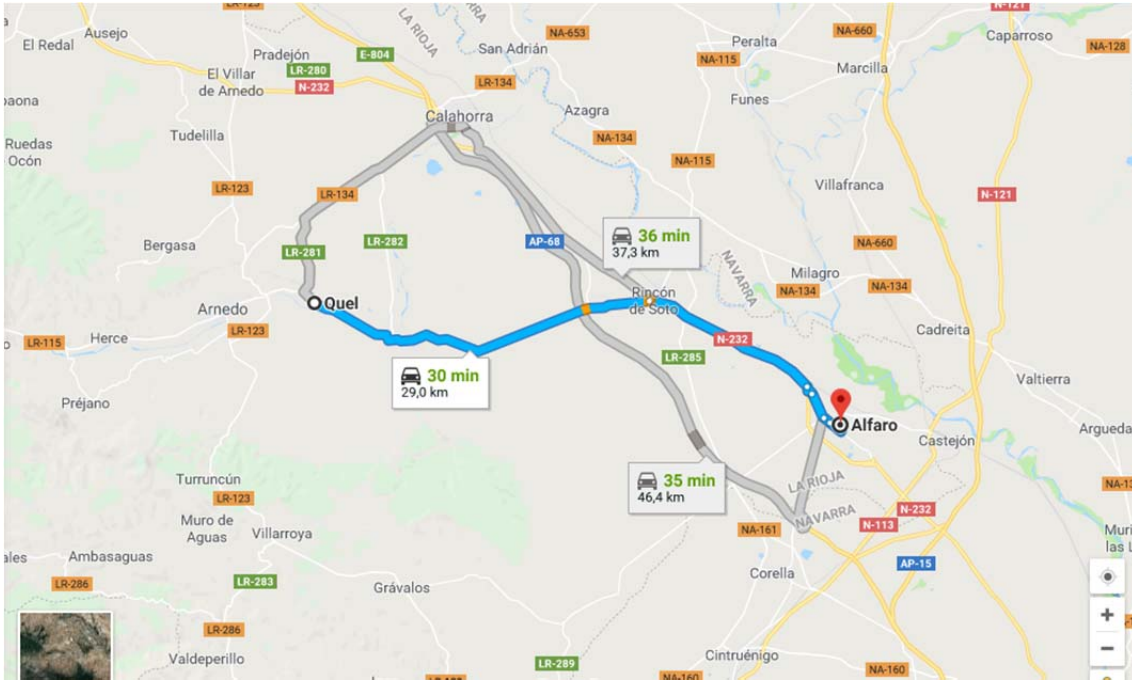 LR-123
N-121
Ausejo
LA RIOJA
NA-653
NA-660
Caparroso
El Redal
San Adrián
Peralta
NA-128
Pradejón
E-804
NA-115
Marcilla
LR-280
El Villar
de Arnedo
N-232
LR-134
Funes
Azagra
Calahorra
Tudelilla
NA-134
Ruedas
Ocón
NA-115
LR-123
LR-134
Villafranca
N-121
Bergasa
LR-281
LR-282
AP-68
36 min
37,3 km
NA-660
NAVARRA
Milagro
NA-134
NA-134
Rincón
de Soto
Arnedo
Quel
LR-123
Cadreita
LR-115
Herce
N-232
LR-285
30 min
29,0 km
Valtierra
Préjano
Alfaro
Castejón
Argueda
35 min
46,4 km
LA RIOJA
NAVARRA
Turruncún
LR-123
Muro de
Aguas
Villarroya
NA-161
N-232
N-113
AP-15
Ambasaguas
LR-286
LR-283
Grávalos
Corella
LR-286
Valdeperillo
LR-289
Cintruénigo
NA-160
NA-160
+
−